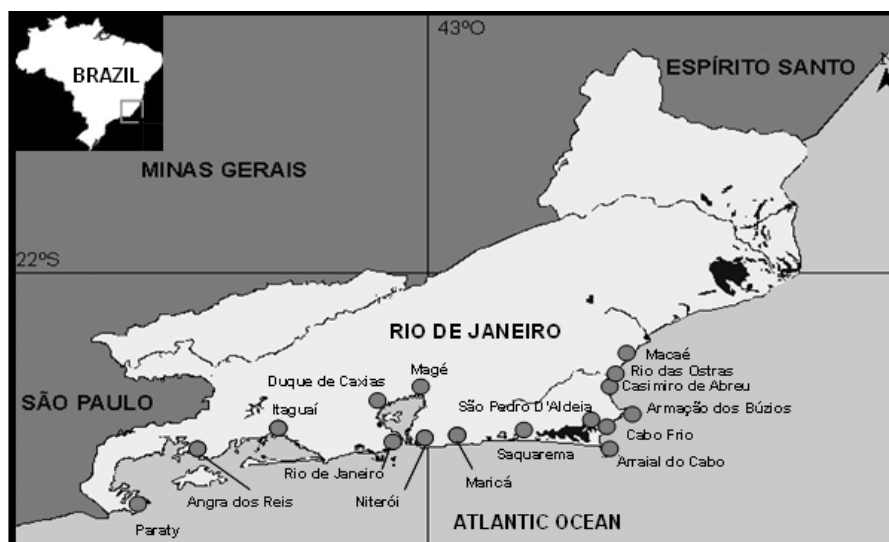 43ºO
BRAZIL
ESPÍRITO SANTO
MINAS GERAIS
22ºS
RIO DE JANEIRO
Macaé
Magé
Rio das Ostras
Duque de Caxias
Casimiro de Abreu
SÃO PAULO
Itaguaí
São Pedro D'Aldeia
Armação dos Búzios
Cabo Frio
Rio de Janeiro
Saquarema
Arraial do Cabo
Maricá
Angra dos Reis
Niterói
Paraty
ATLANTIC OCEAN